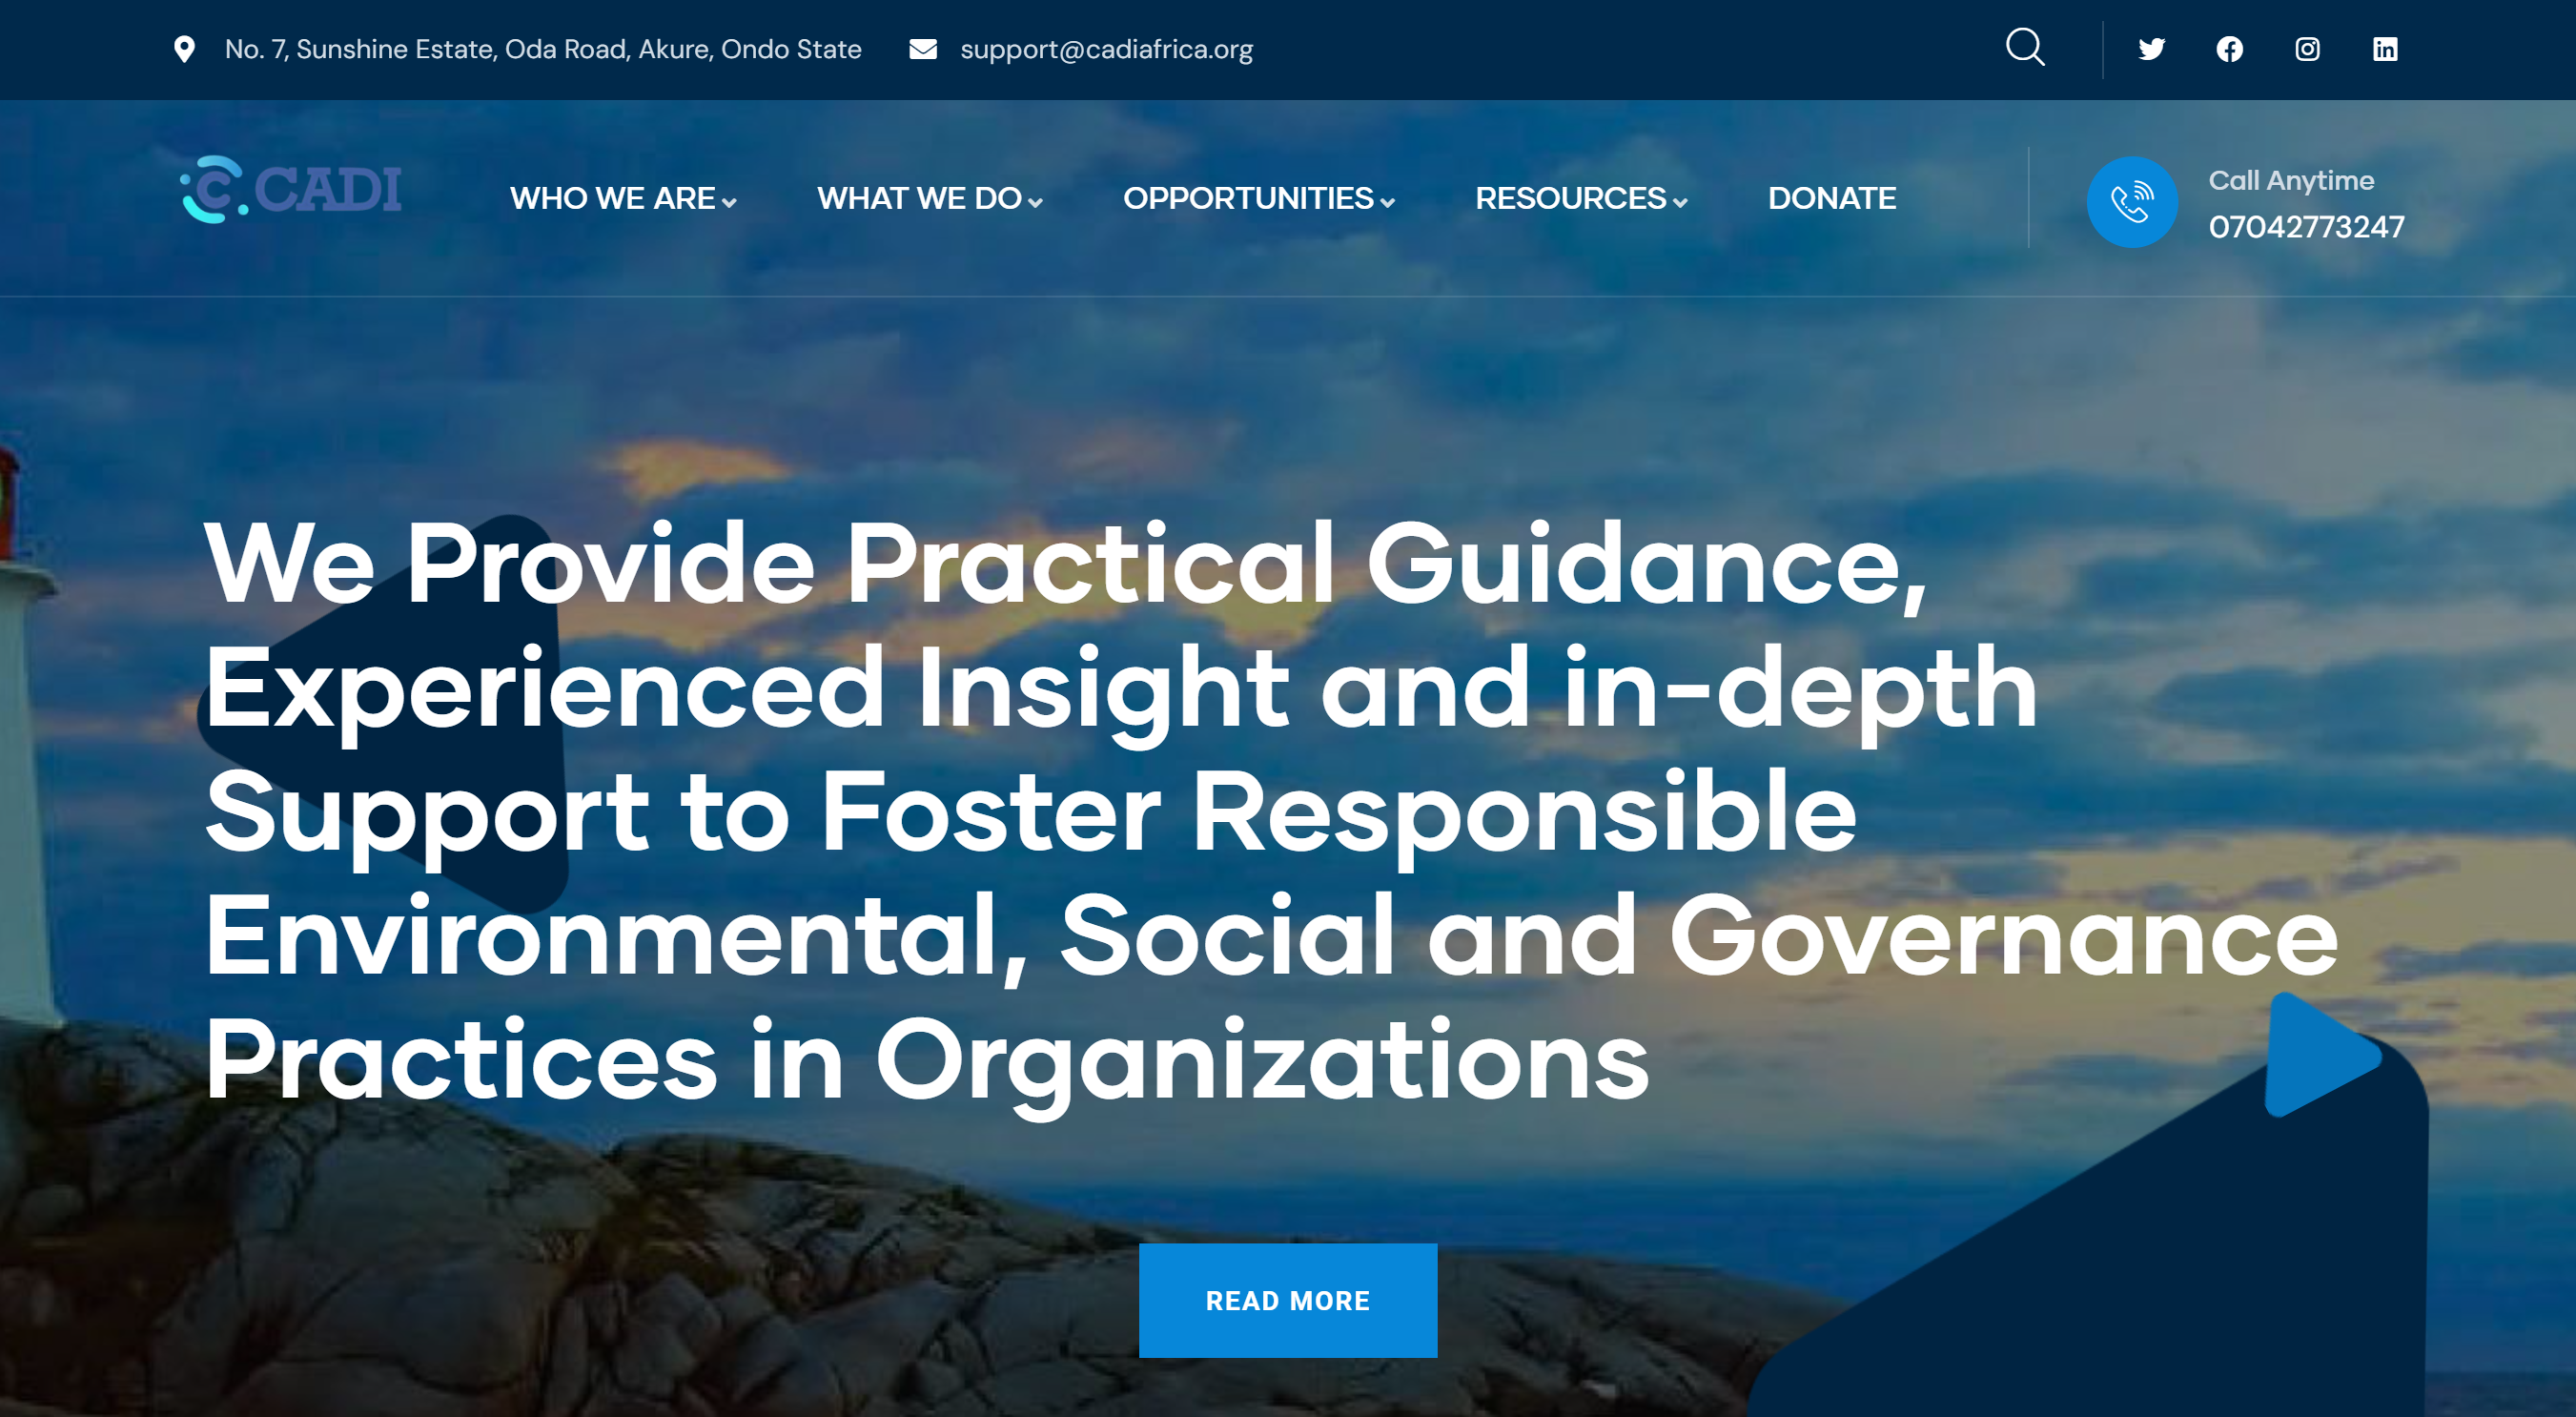 No. 7, Sunshine Estate, Oda Road, Akure, Ondo State
support@cadiafrica.org
CADI
WHO WE ARE
WHAT WE DO
OPPORTUNITIES
RESOURCES
DONATE
Call Anytime
07042773247
We Provide Practical Guidance,
Experienced Insight and in-depth
Support to Foster Responsible
Environmental, Social and Governance
Practices in Organizations
READ MORE